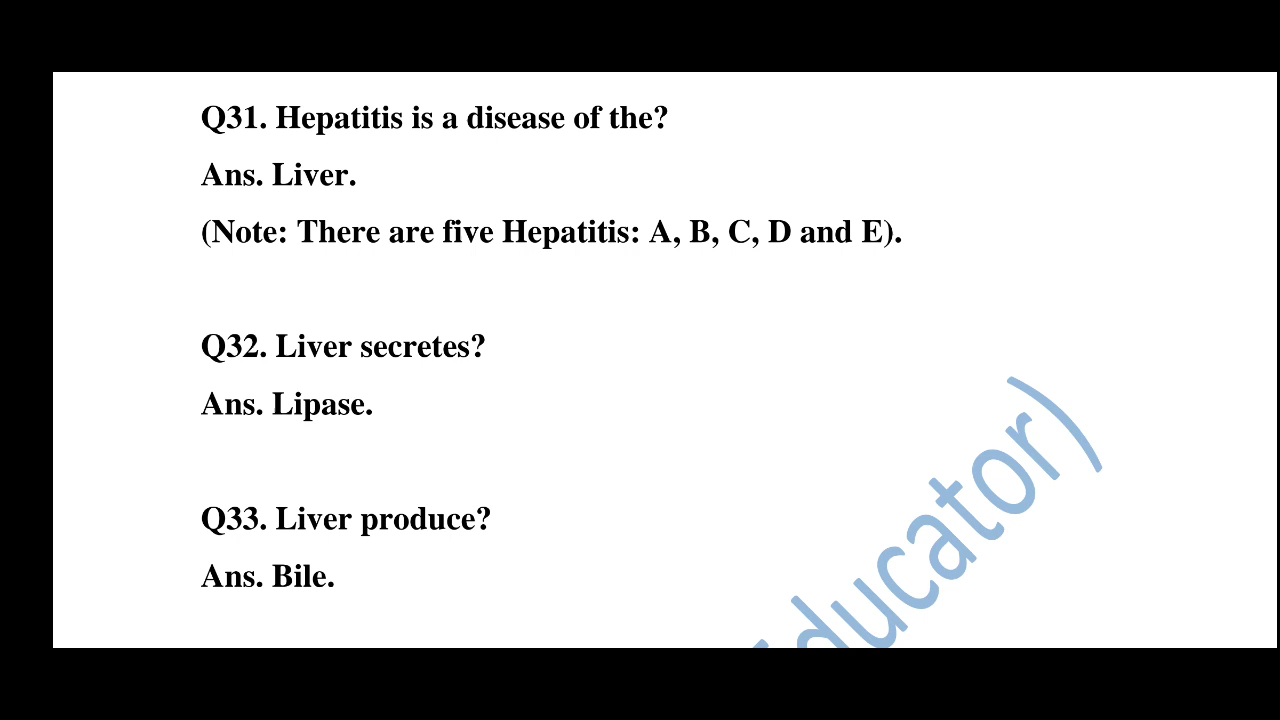 Q31. Hepatitis is a disease of the?
Ans. Liver.
(Note: There are five Hepatitis: A, B, C, D and E).
Q32. Liver secretes?
Ans. Lipase.
Q33. Liver produce?
Ans. Bile.
Educator)